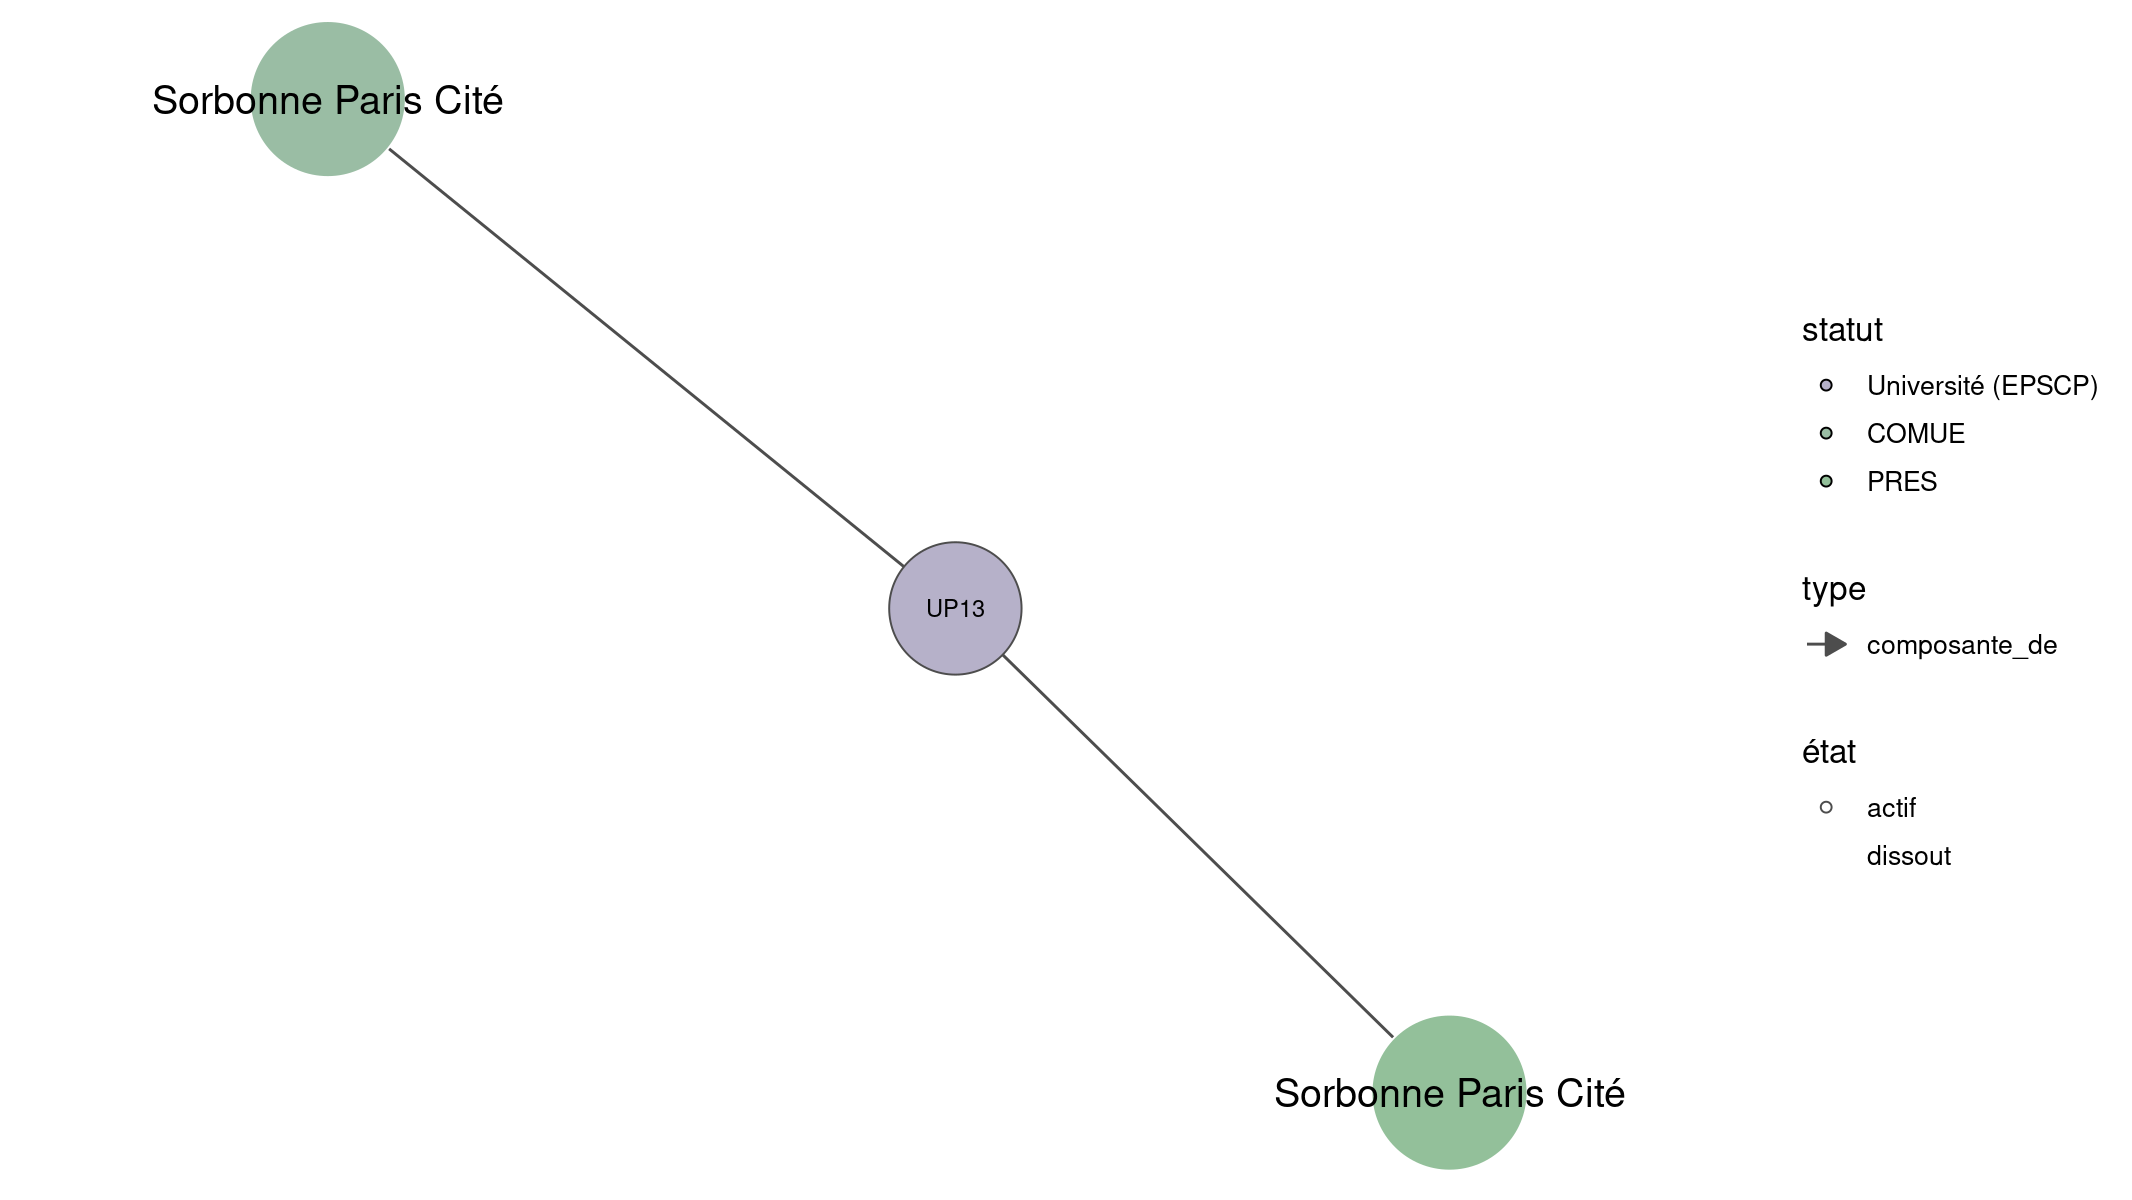 Sorbonne Paris Cité
UP13
Sorbonne Paris Cité
statut
Université (EPSCP)
COMUE
PRES
type
composante_de
état
actif
dissout